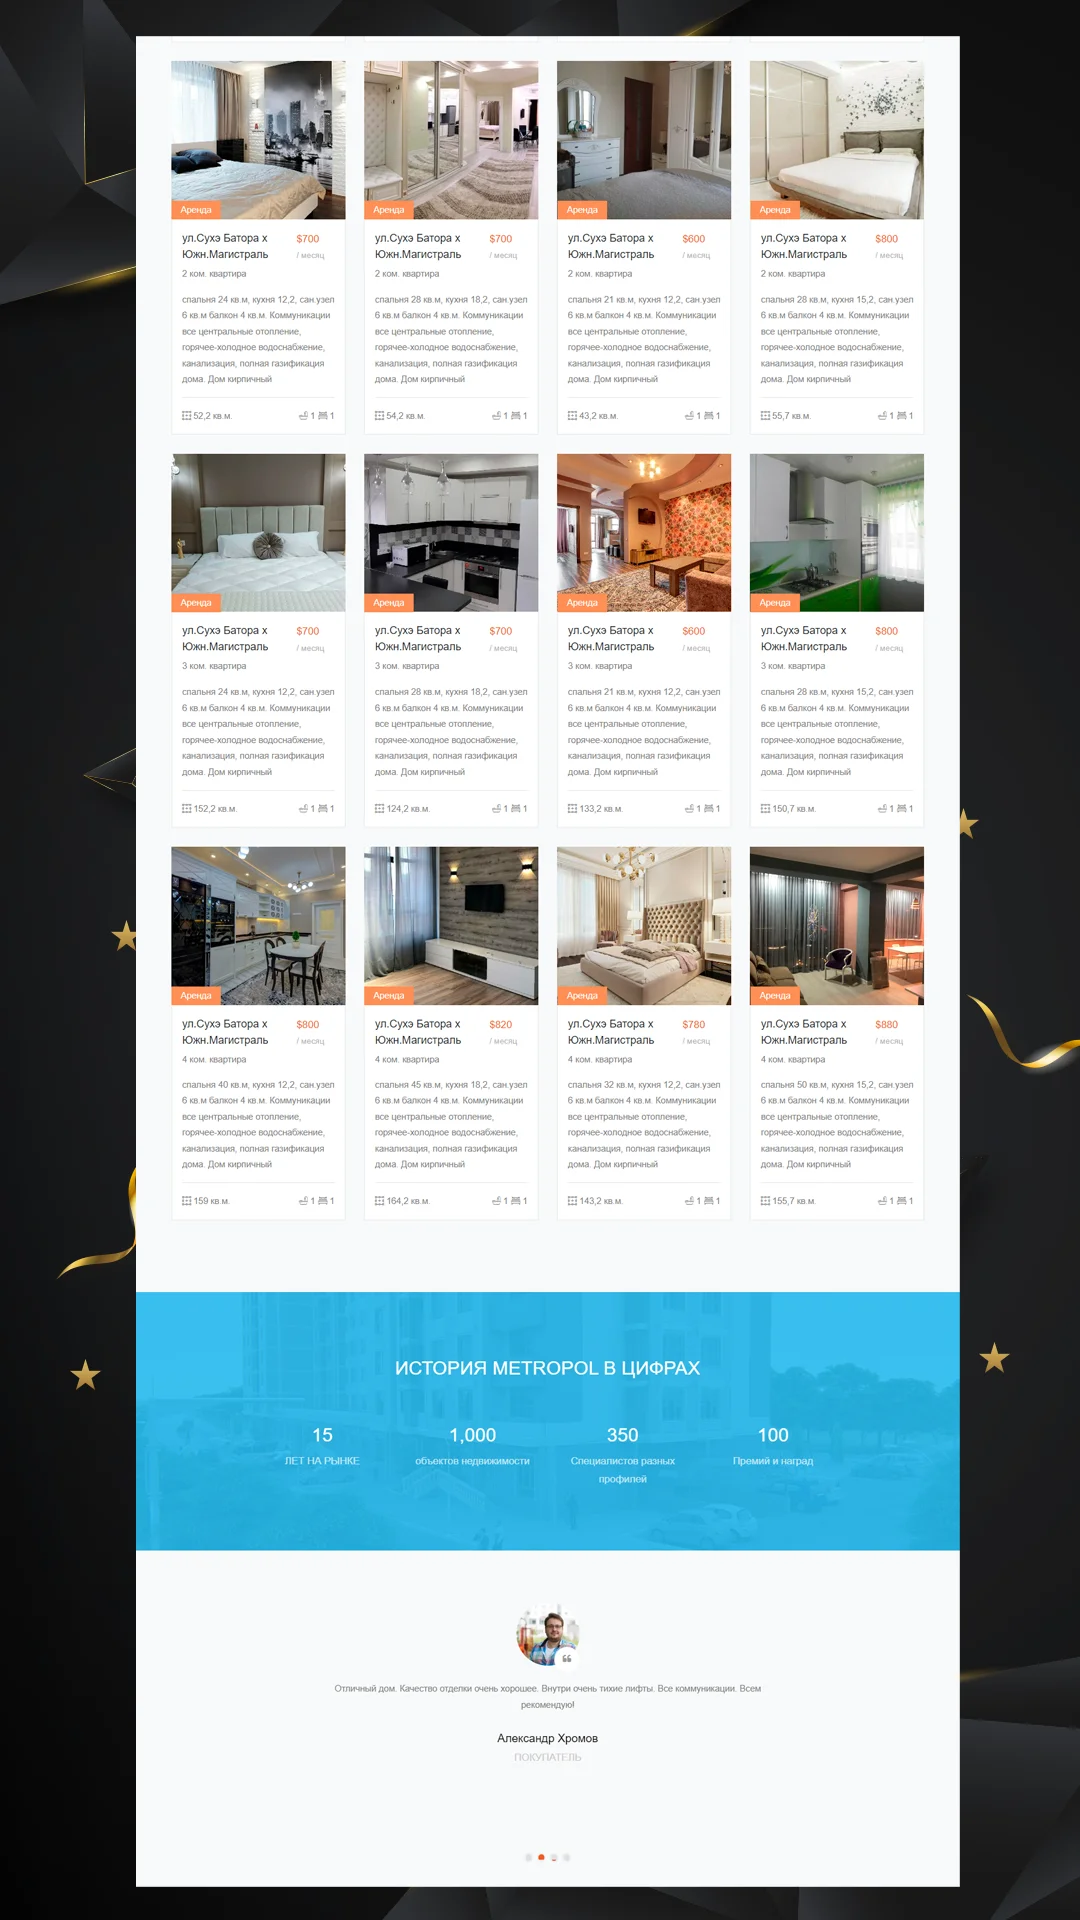 Аренда
Аренда
Аренда
Аренда
ул.Сухэ Батора х
Южн.Магистраль
$700
/ месяц
2 ком. квартира
спальня 24 кв.м, кухня 12,2, сан.узел
6 кв.м балкон 4 кв.м. Коммуникации
все центральные отопление,
горячее-холодное водоснабжение,
канализация, полная газификация
дома. Дом кирпичный
52,2 кв.м.
1 1
ул.Сухэ Батора х
Южн.Магистраль
$700
/ месяц
2 ком. квартира
спальня 28 кв.м, кухня 18,2, сан.узел
6 кв.м балкон 4 кв.м. Коммуникации
все центральные отопление,
горячее-холодное водоснабжение,
канализация, полная газификация
дома. Дом кирпичный
54,2 кв.м.
1 1
ул.Сухэ Батора х
Южн.Магистраль
$600
/ месяц
2 ком. квартира
спальня 21 кв.м, кухня 12,2, сан.узел
6 кв.м балкон 4 кв.м. Коммуникации
все центральные отопление,
горячее-холодное водоснабжение,
канализация, полная газификация
дома. Дом кирпичный
43,2 кв.м.
1 1
ул.Сухэ Батора х
Южн.Магистраль
$800
/ месяц
2 ком. квартира
спальня 28 кв.м, кухня 15,2, сан.узел
6 кв.м балкон 4 кв.м. Коммуникации
все центральные отопление,
горячее-холодное водоснабжение,
канализация, полная газификация
дома. Дом кирпичный
55,7 кв.м.
1 1
Аренда
Аренда
Аренда
Аренда
ул.Сухэ Батора х
Южн.Магистраль
$700
/ месяц
3 ком. квартира
спальня 24 кв.м, кухня 12,2, сан.узел
6 кв.м балкон 4 кв.м. Коммуникации
все центральные отопление,
горячее-холодное водоснабжение,
канализация, полная газификация
дома. Дом кирпичный
152,2 кв.м.
1 1
ул.Сухэ Батора х
Южн.Магистраль
$700
/ месяц
3 ком. квартира
спальня 28 кв.м, кухня 18,2, сан.узел
6 кв.м балкон 4 кв.м. Коммуникации
все центральные отопление,
горячее-холодное водоснабжение,
канализация, полная газификация
дома. Дом кирпичный
124,2 кв.м.
1 1
ул.Сухэ Батора х
Южн.Магистраль
$600
/ месяц
3 ком. квартира
спальня 21 кв.м, кухня 12,2, сан.узел
6 кв.м балкон 4 кв.м. Коммуникации
все центральные отопление,
горячее-холодное водоснабжение,
канализация, полная газификация
дома. Дом кирпичный
133,2 кв.м.
1 1
ул.Сухэ Батора х
Южн.Магистраль
$800
/ месяц
3 ком. квартира
спальня 28 кв.м, кухня 15,2, сан.узел
6 кв.м балкон 4 кв.м. Коммуникации
все центральные отопление,
горячее-холодное водоснабжение,
канализация, полная газификация
дома. Дом кирпичный
150,7 кв.м.
1 1
Аренда
Аренда
Аренда
Аренда
ул.Сухэ Батора х
Южн.Магистраль
$800
/ месяц
4 ком. квартира
спальня 40 кв.м, кухня 12,2, сан.узел
6 кв.м балкон 4 кв.м. Коммуникации
все центральные отопление,
горячее-холодное водоснабжение,
канализация, полная газификация
дома. Дом кирпичный
159 кв.м.
1 1
ул.Сухэ Батора х
Южн.Магистраль
$820
/ месяц
4 ком. квартира
спальня 45 кв.м, кухня 18,2, сан.узел
6 кв.м балкон 4 кв.м. Коммуникации
все центральные отопление,
горячее-холодное водоснабжение,
канализация, полная газификация
дома. Дом кирпичный
164,2 кв.м.
1 1
ул.Сухэ Батора х
Южн.Магистраль
$780
/ месяц
4 ком. квартира
спальня 32 кв.м, кухня 12,2, сан.узел
6 кв.м балкон 4 кв.м. Коммуникации
все центральные отопление,
горячее-холодное водоснабжение,
канализация, полная газификация
дома. Дом кирпичный
143,2 кв.м.
1 1
ул.Сухэ Батора х
Южн.Магистраль
$880
/ месяц
4 ком. квартира
спальня 50 кв.м, кухня 15,2, сан.узел
6 кв.м балкон 4 кв.м. Коммуникации
все центральные отопление,
горячее-холодное водоснабжение,
канализация, полная газификация
дома. Дом кирпичный
155,7 кв.м.
1 1
ИСТОРИЯ METROPOL В ЦИФРАХ
15
ЛЕТ НА РЫНКЕ
1,000
объектов недвижимости
350
Специалистов разных
профилей
100
Премий и наград
Отличный дом. Качество отделки очень хорошее. Внутри очень тихие лифты. Все коммуникации. Всем
рекомендую!
Александр Хромов
ПОКУПАТЕЛЬ